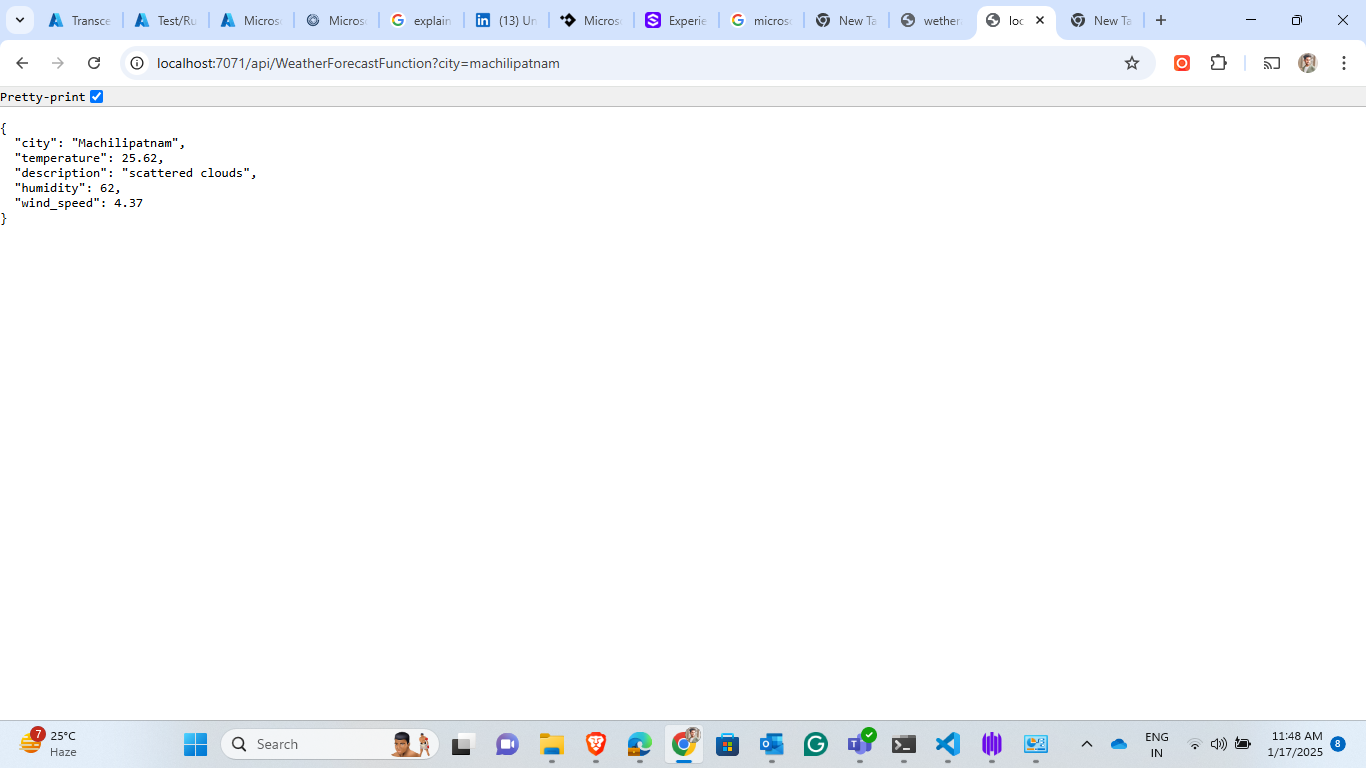 Transce
Test/Ru
Micros
Micros
explain
(13) Un
Micros
Experie
micros
New Ta
wether
loc
New Ta
localhost:7071/api/WeatherForecastFunction?city=machilipatnam
Pretty-print
{
"city": "Machilipatnam",
"temperature": 25.62,
"description": "scattered clouds",
"humidity": 62,
"wind_speed": 4.37
}
7
25°C
Haze
Search
ENG
IN
11:48 AM
1/17/2025
8